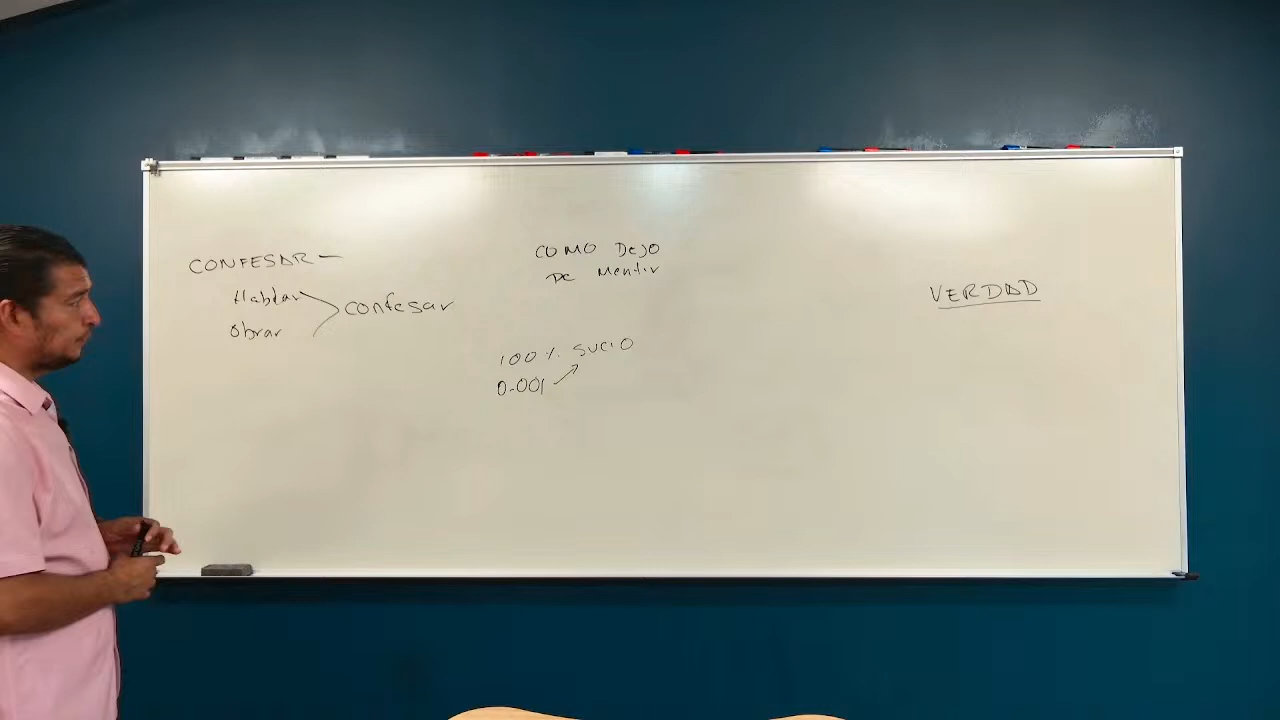 CONFESAR -
Hablar
Obrar
confesar
COMO DEJO
DE Mentir
100% SUCIO
0.001
VERDAD